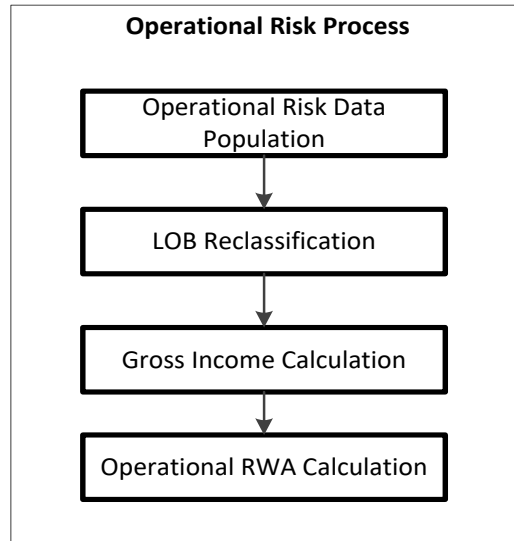 Operational Risk Process
Operational Risk Data
Population
LOB Reclassification
Gross Income Calculation
Operational RWA Calculation